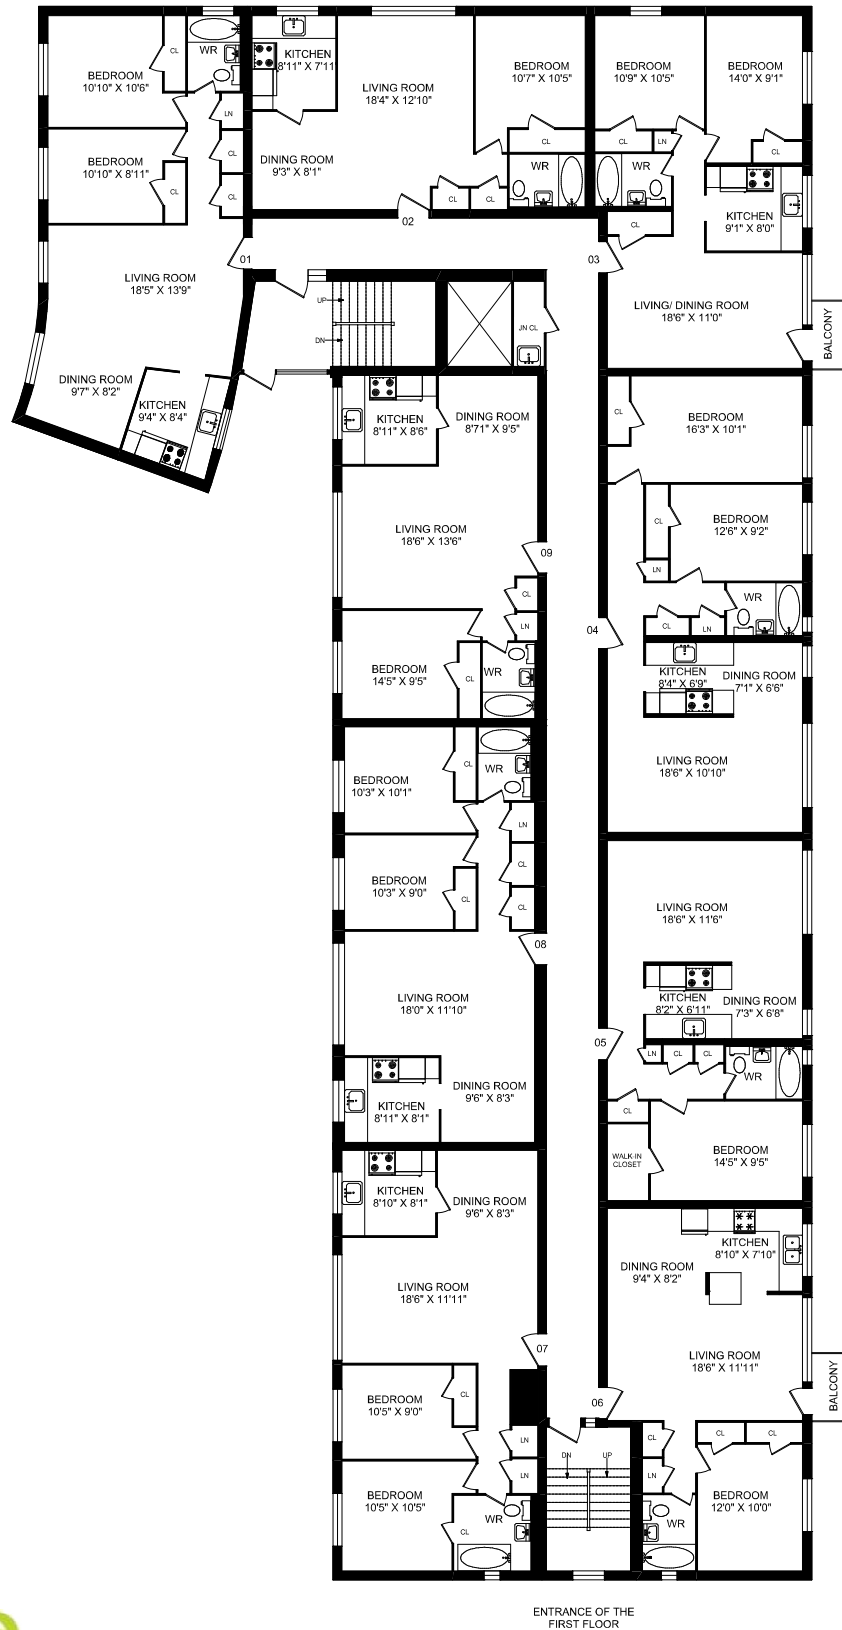 BEDROOM
10'10" X 10'6"
CL
WR
LN
BEDROOM
10'10" X 8'11"
CL
CL
CL
LIVING ROOM
18'5" X 13'9"
01
DINING ROOM
9'7" X 8'2"
KITCHEN
9'4" X 8'4"
KITCHEN
8'11" X 7'11
LIVING ROOM
18'4" X 12'10"
DINING ROOM
9'3" X 8'1"
BEDROOM
10'7" X 10'5"
CL
WR
CL
CL
02
BEDROOM
10'9" X 10'5"
BEDROOM
14'0" X 9'1"
CL
LN
CL
WR
KITCHEN
9'1" X 8'0"
CL
03
LIVING/ DINING ROOM
18'6" X 11'0"
BALCONY
UP
DN
JN CL
KITCHEN
8'11" X 8'6"
DINING ROOM
8'71" X 9'5"
LIVING ROOM
18'6" X 13'6"
09
CL
LN
BEDROOM
14'5" X 9'5"
CL
WR
CL
BEDROOM
16'3" X 10'1"
CL
BEDROOM
12'6" X 9'2"
LN
WR
CL
LN
04
KITCHEN
8'4" X 6'9"
DINING ROOM
7'1" X 6'6"
LIVING ROOM
18'6" X 10'10"
BEDROOM
10'3" X 10'1"
CL
WR
LN
BEDROOM
10'3" X 9'0"
CL
CL
CL
08
LIVING ROOM
18'0" X 11'10"
DINING ROOM
9'6" X 8'3"
KITCHEN
8'11" X 8'1"
LIVING ROOM
18'6" X 11'6"
KITCHEN
8'2" X 6'11"
DINING ROOM
7'3" X 6'8"
05
LN
CL
CL
WR
CL
WALK-IN
CLOSET
BEDROOM
14'5" X 9'5"
KITCHEN
8'10" X 8'1"
DINING ROOM
9'6" X 8'3"
LIVING ROOM
18'6" X 11'11"
07
BEDROOM
10'5" X 9'0"
CL
LN
LN
BEDROOM
10'5" X 10'5"
CL
WR
KITCHEN
8'10" X 7'10"
DINING ROOM
9'4" X 8'2"
LIVING ROOM
18'6" X 11'11"
BALCONY
06
CL
CL
CL
LN
DN
UP
BEDROOM
12'0" X 10'0"
WR
ENTRANCE OF THE
FIRST FLOOR